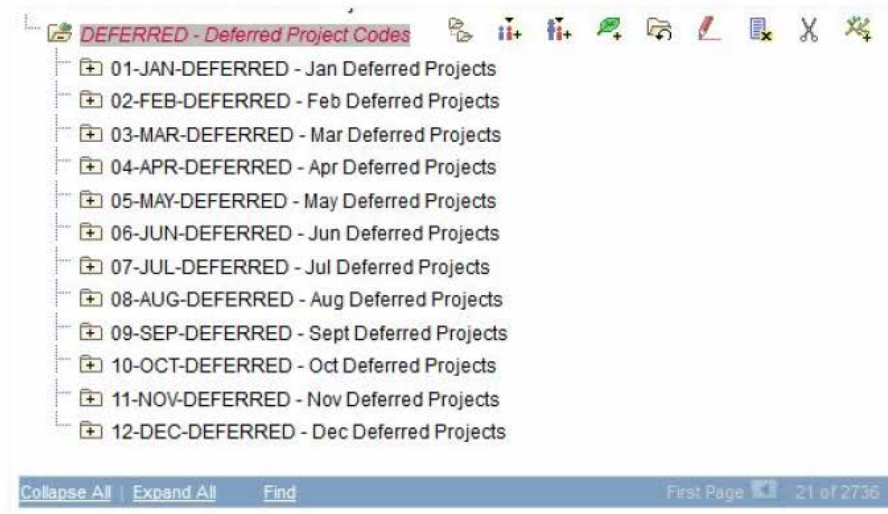 DEFERRED - Deferred Project Codes
01-JAN-DEFERRED - Jan Deferred Projects
02-FEB-DEFERRED - Feb Deferred Projects
03-MAR-DEFERRED - Mar Deferred Projects
04-APR-DEFERRED - Apr Deferred Projects
05-MAY-DEFERRED - May Deferred Projects
06-JUN-DEFERRED - Jun Deferred Projects
07-JUL-DEFERRED - Jul Deferred Projects
08-AUG-DEFERRED - Aug Deferred Projects
09-SEP-DEFERRED - Sept Deferred Projects
10-OCT-DEFERRED - Oct Deferred Projects
11-NOV-DEFERRED - Nov Deferred Projects
12-DEC-DEFERRED - Dec Deferred Projects
Collapse All | Expand All Find First Page 21 of 2736